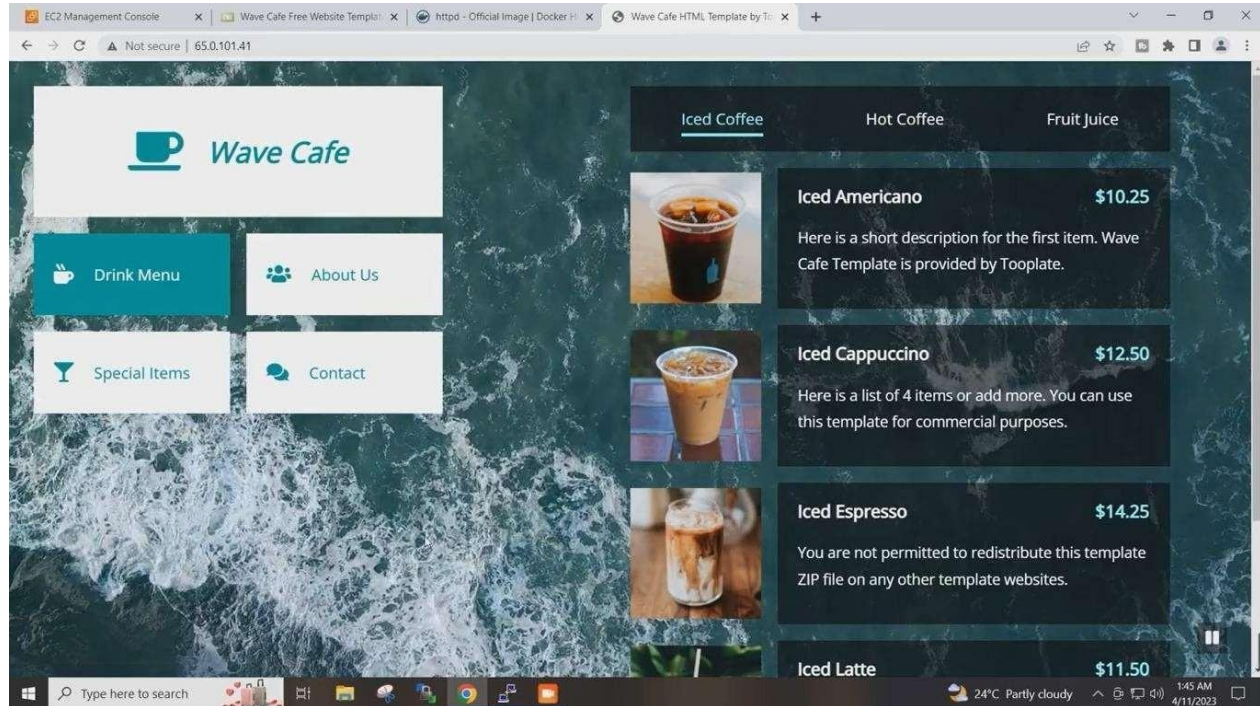 EC2 Management Console
Wave Cafe Free Website Templat
httpd - Official Image | Docker H
Wave Cafe HTML Template by To
Not secure | 65.0.101.41
Wave Cafe
Drink Menu
About Us
Special Items
Contact
Iced Coffee
Hot Coffee
Fruit Juice
Iced Americano
$10.25
Here is a short description for the first item. Wave
Cafe Template is provided by Tooplate.
Iced Cappuccino
$12.50
Here is a list of 4 items or add more. You can use
this template for commercial purposes.
Iced Espresso
$14.25
You are not permitted to redistribute this template
ZIP file on any other template websites.
Iced Latte
$11.50
Type here to search
24°C Partly cloudy
1:45 AM
4/11/2023